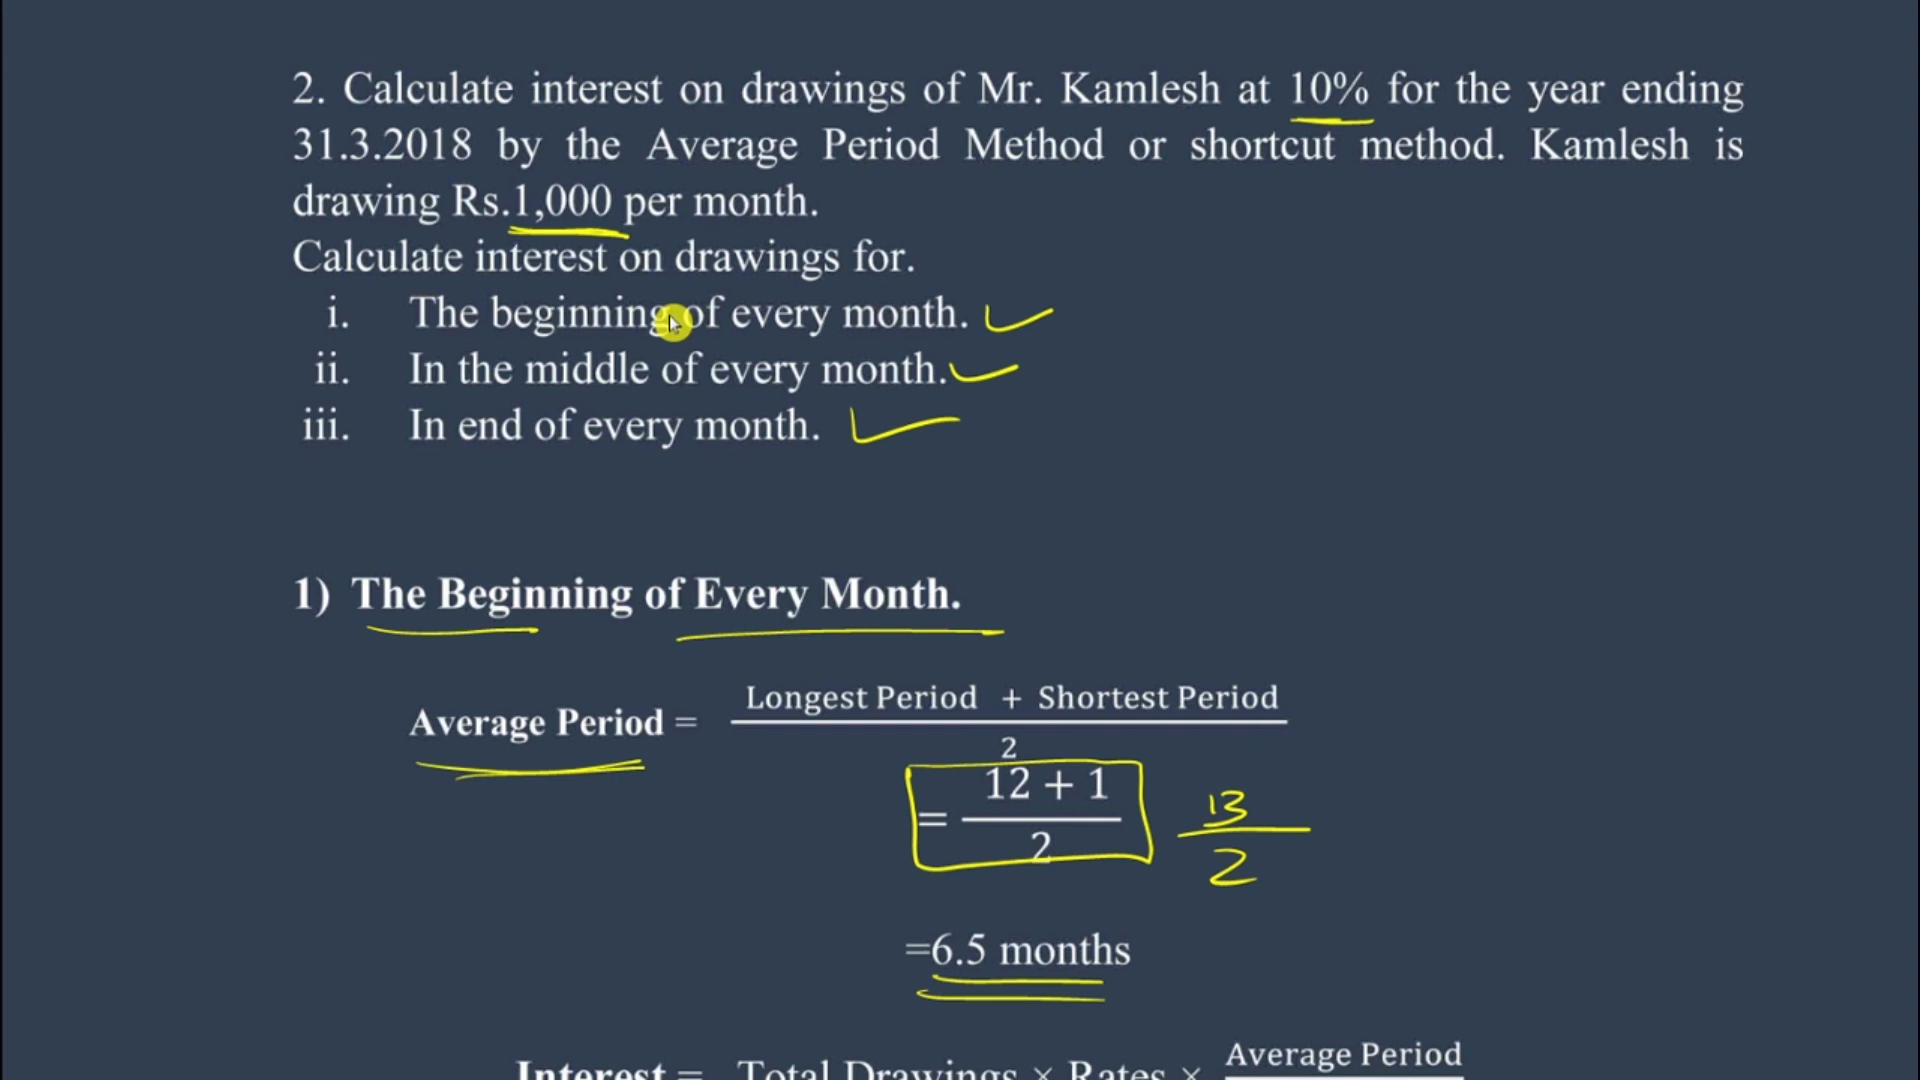 2. Calculate interest on drawings of Mr. Kamlesh at 10% for the year ending
31.3.2018 by the Average Period Method or shortcut method. Kamlesh is
drawing Rs.1,000 per month.
Calculate interest on drawings for.
i. The beginning of every month.
ii. In the middle of every month.
iii. In end of every month.
1) The Beginning of Every Month.
Average Period = Longest Period + Shortest Period
2
= 12 + 1
2
13
2
=6.5 months
Interest = Total Drawings × Rates × Average Period